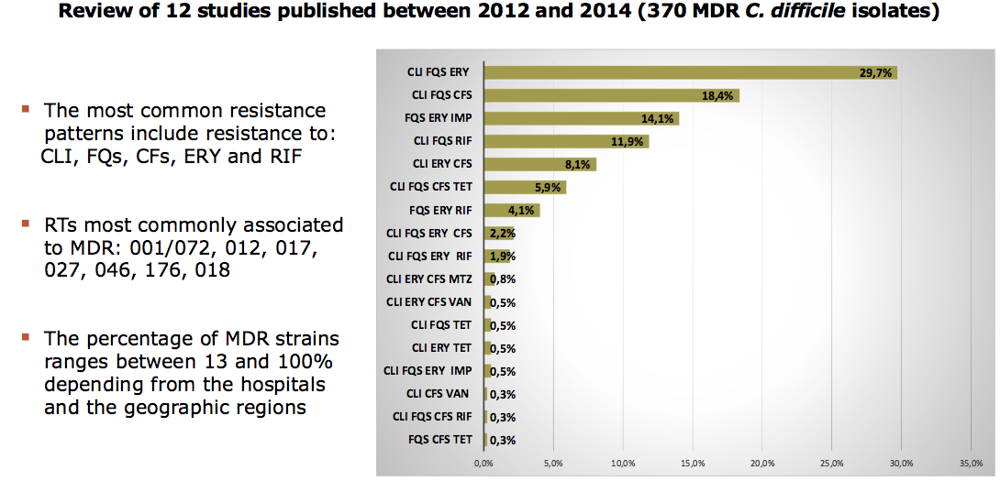 Review of 12 studies published between 2012 and 2014 (370 MDR C. difficile isolates)
▪ The most common resistance
patterns include resistance to:
CLI, FQs, CFs, ERY and RIF
▪ RTs most commonly associated
to MDR: 001/072, 012, 017,
027, 046, 176, 018
▪ The percentage of MDR strains
ranges between 13 and 100%
depending from the hospitals
and the geographic regions
CLI FQS ERY 29,7%
CLI FQS CFS 18,4%
FQS ERY IMP 14,1%
CLI FQS RIF 11,9%
CLI ERY CFS 8,1%
CLI FQS CFS TET 5,9%
FQS ERY RIF 4,1%
CLI FQS ERY CFS 2,2%
CLI FQS ERY RIF 1,9%
CLI ERY CFS MTZ 0,8%
CLI ERY CFS VAN 0,5%
CLI FQS TET 0,5%
CLI ERY TET 0,5%
CLI FQS ERY IMP 0,5%
CLI CFS VAN 0,3%
CLI FQS CFS RIF 0,3%
FQS CFS TET 0,3%
0,0% 5,0% 10,0% 15,0% 20,0% 25,0% 30,0% 35,0%